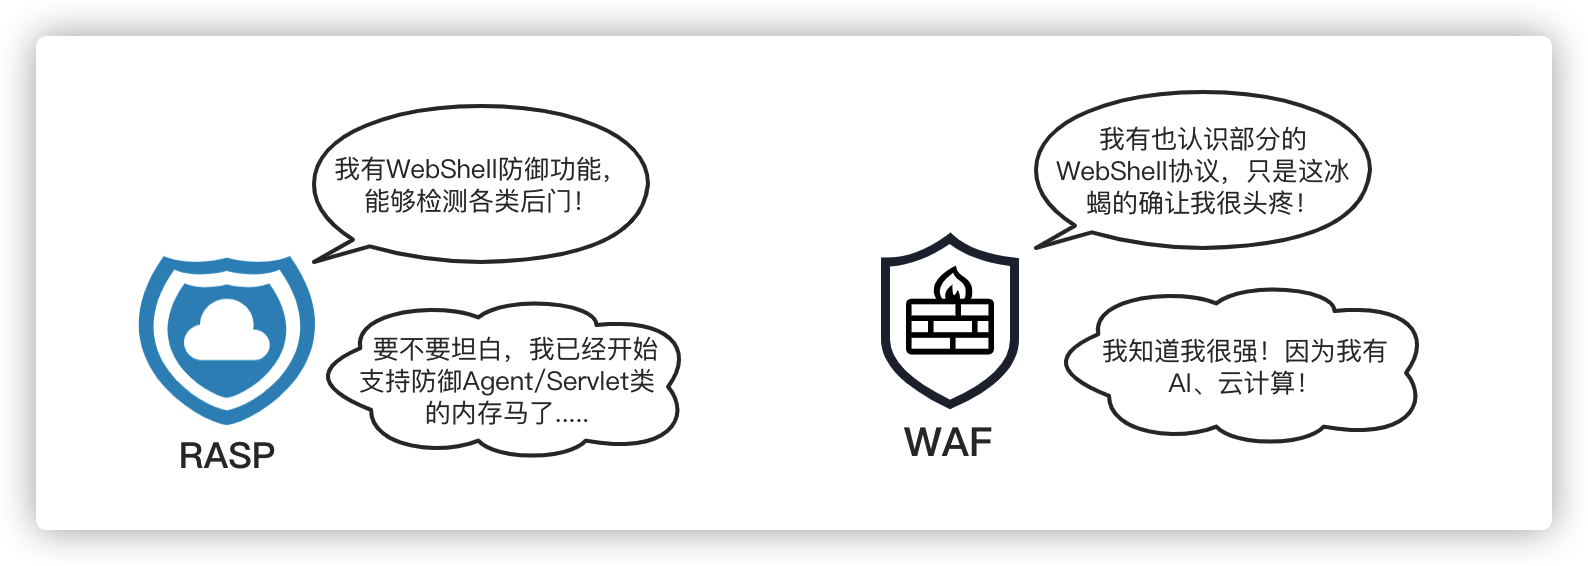 我有WebShell防御功能，
能够检测各类后门！
要不要坦白，我已经开始
支持防御Agent/Servlet类
的内存马了.....
RASP
我有也认识部分的
WebShell协议，只是这冰
蝎的确让我很头疼！
我知道我很强！因为我有
AI、云计算！
WAF